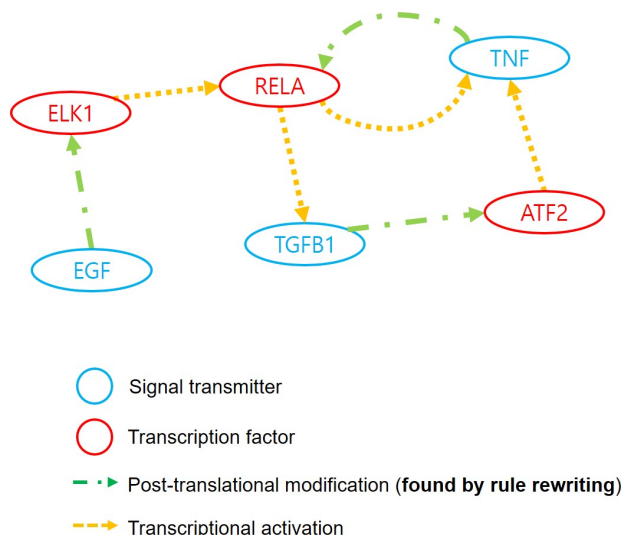 TNF
RELA
ELK1
ATF2
TGFB1
EGF
Signal transmitter
Transcription factor
Post-translational modification (found by rule rewriting)
Transcriptional activation